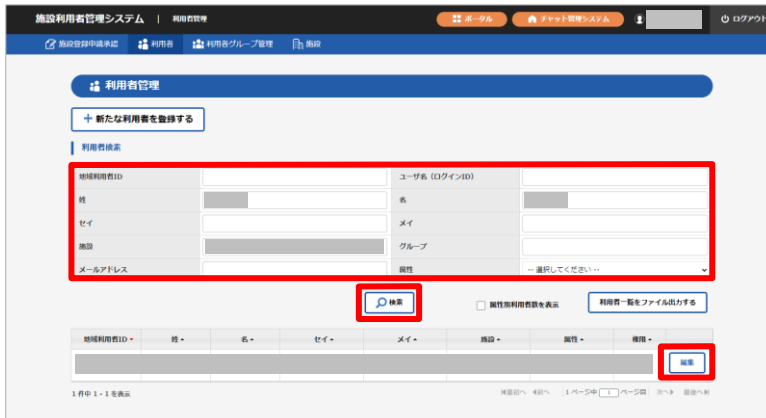 施設利用者管理システム | 利用者管理 ポータル チャット管理システム ログアウト
施設登録申請承認 利用者 利用者グループ管理 施設
利用者管理
+ 新たな利用者を登録する
利用者検索
地域利用者ID ユーザ名(ログインID)
姓 名
セイ メイ
施設 グループ
メールアドレス 属性 -- 選択してください --
検索 属性別利用者数を表示 利用者一覧をファイル出力する
地域利用者ID 姓 名 セイ メイ 施設 属性 権限
編集
1 件中 1 - 1 を表示 最初へ 前へ 1 ページ中 1 ページ目 次へ 最後へ